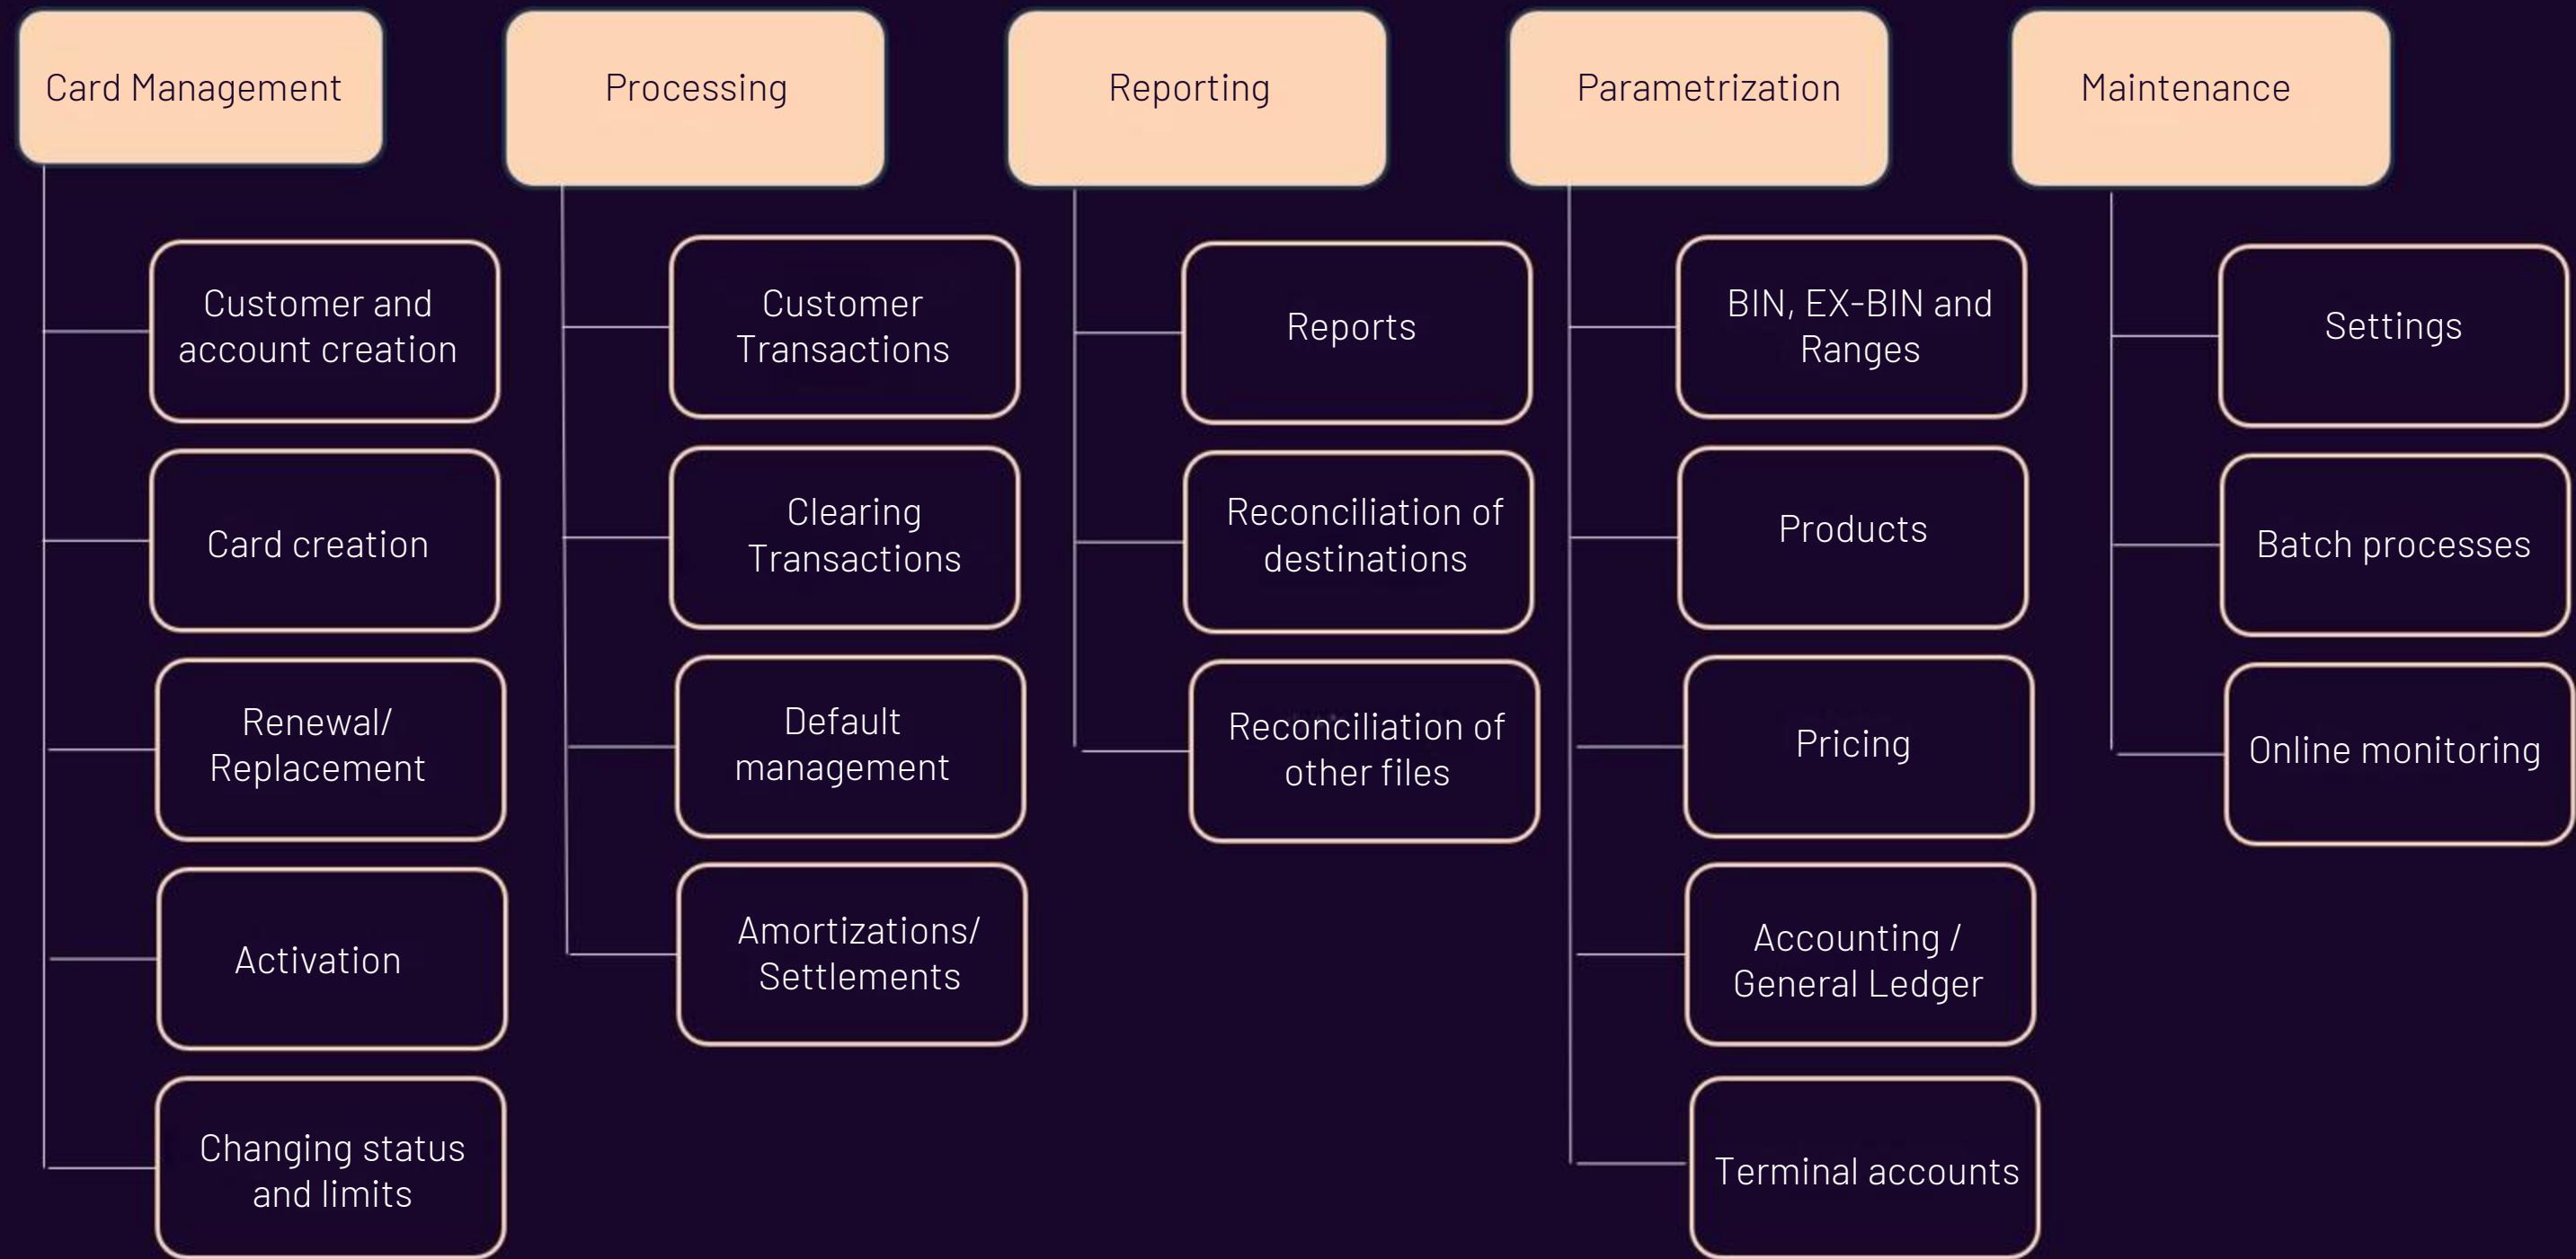 Card Management
Customer and
account creation
Card creation
Renewal/
Replacement
Activation
Changing status
and limits
Processing
Customer
Transactions
Clearing
Transactions
Default
management
Amortizations/
Settlements
Reporting
Reports
Reconciliation of
destinations
Reconciliation of
other files
Parametrization
BIN, EX-BIN and
Ranges
Products
Pricing
Accounting /
General Ledger
Terminal accounts
Maintenance
Settings
Batch processes
Online monitoring